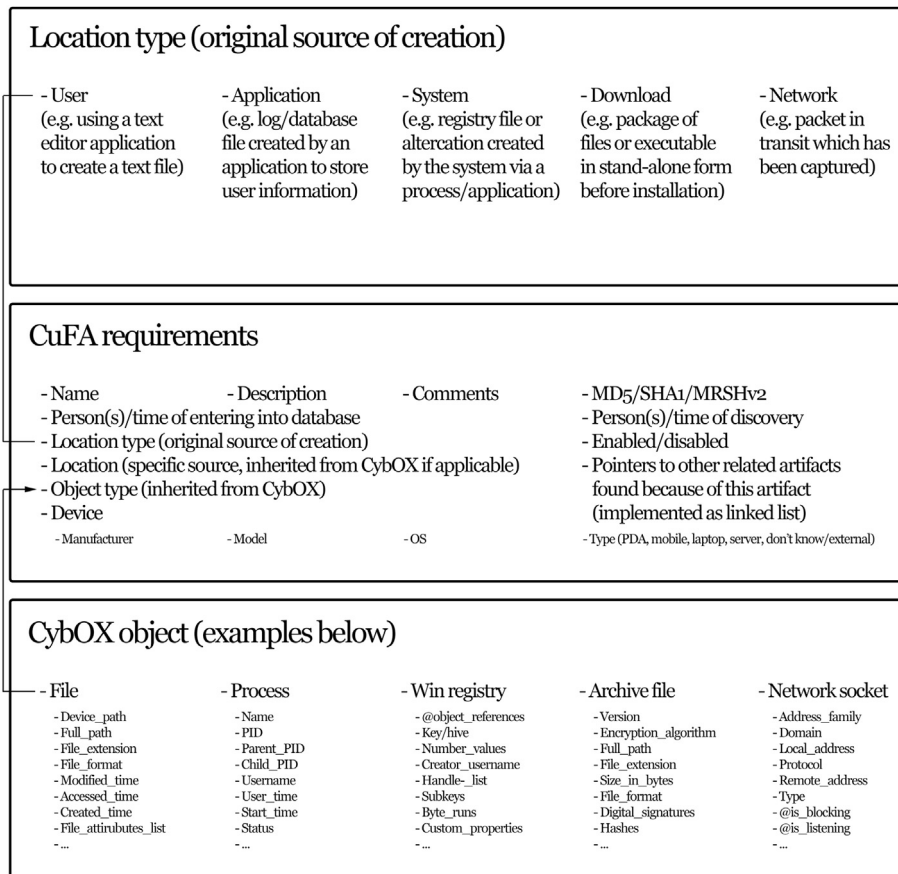 Location type (original source of creation)
- User
(e.g. using a text
editor application
to create a text file)
- Application
(e.g. log/database
file created by an
application to store
user information)
- System
(e.g. registry file or
altercation created
by the system via a
process/application)
- Download
(e.g. package of
files or executable
in stand-alone form
before installation)
- Network
(e.g. packet in
transit which has
been captured)
CuFA requirements
- Name - Description - Comments
- Person(s)/time of entering into database
- Location type (original source of creation)
- Location (specific source, inherited from CybOX if applicable)
- Object type (inherited from CybOX)
- Device
- MD5/SHA1/MRSHv2
- Person(s)/time of discovery
- Enabled/disabled
- Pointers to other related artifacts
found because of this artifact
(implemented as linked list)
- Manufacturer - Model - OS - Type (PDA, mobile, laptop, server, don't know/external)
CybOX object (examples below)
- File
- Device_path
- Full_path
- File_extension
- File_format
- Modified_time
- Accessed_time
- Created_time
- File_attirubutes_list
- ...
- Process
- Name
- PID
- Parent_PID
- Child_PID
- Username
- User_time
- Start_time
- Status
- ...
- Win registry
- @object_references
- Key/hive
- Number_values
- Creator_username
- Handle-_list
- Subkeys
- Byte_runs
- Custom_properties
- ...
- Archive file
- Version
- Encryption_algorithm
- Full_path
- File_extension
- Size_in_bytes
- File_format
- Digital_signatures
- Hashes
- ...
- Network socket
- Address_family
- Domain
- Local_address
- Protocol
- Remote_address
- Type
- @is_blocking
- @is_listening
- ...